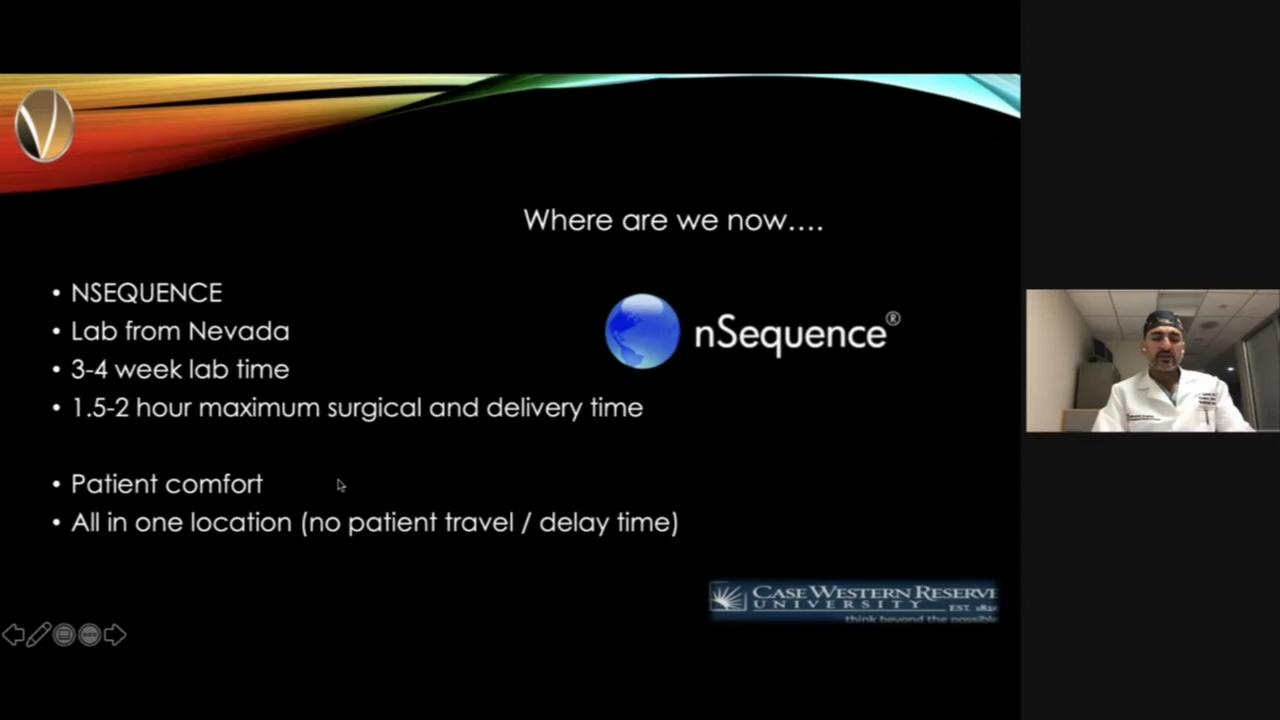 Where are we now....
• NSEQUENCE
• Lab from Nevada
• 3-4 week lab time
• 1.5-2 hour maximum surgical and delivery time
• Patient comfort
• All in one location (no patient travel / delay time)
nSequence®
CASE WESTERN RESERVE
UNIVERSITY EST. 182
think beyond the possible